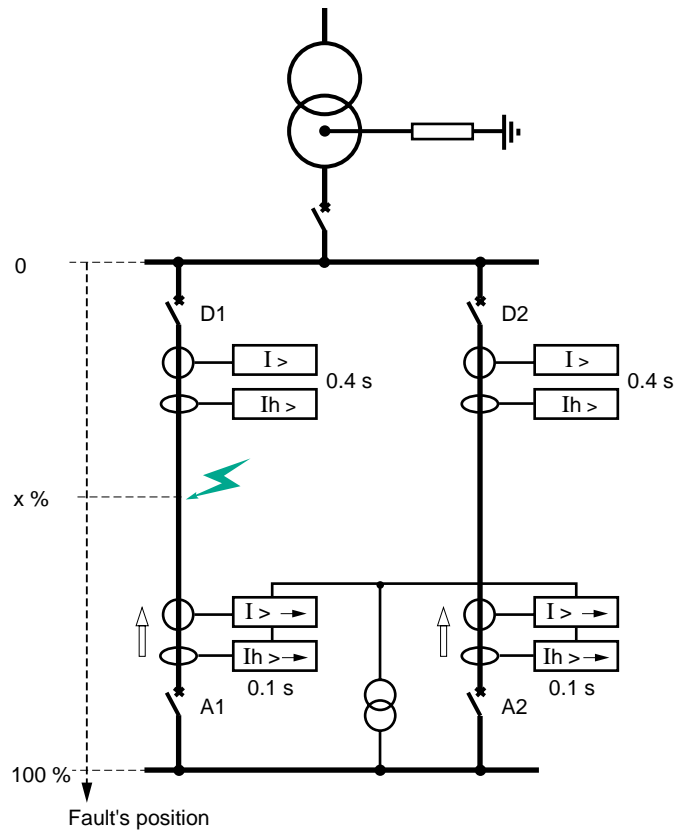 0
D1
D2
I >
I >
0.4 s
0.4 s
Ih >
Ih >
x %
I >
I >
Ih >
Ih >
0.1 s
0.1 s
A1
A2
100 %
Fault's position